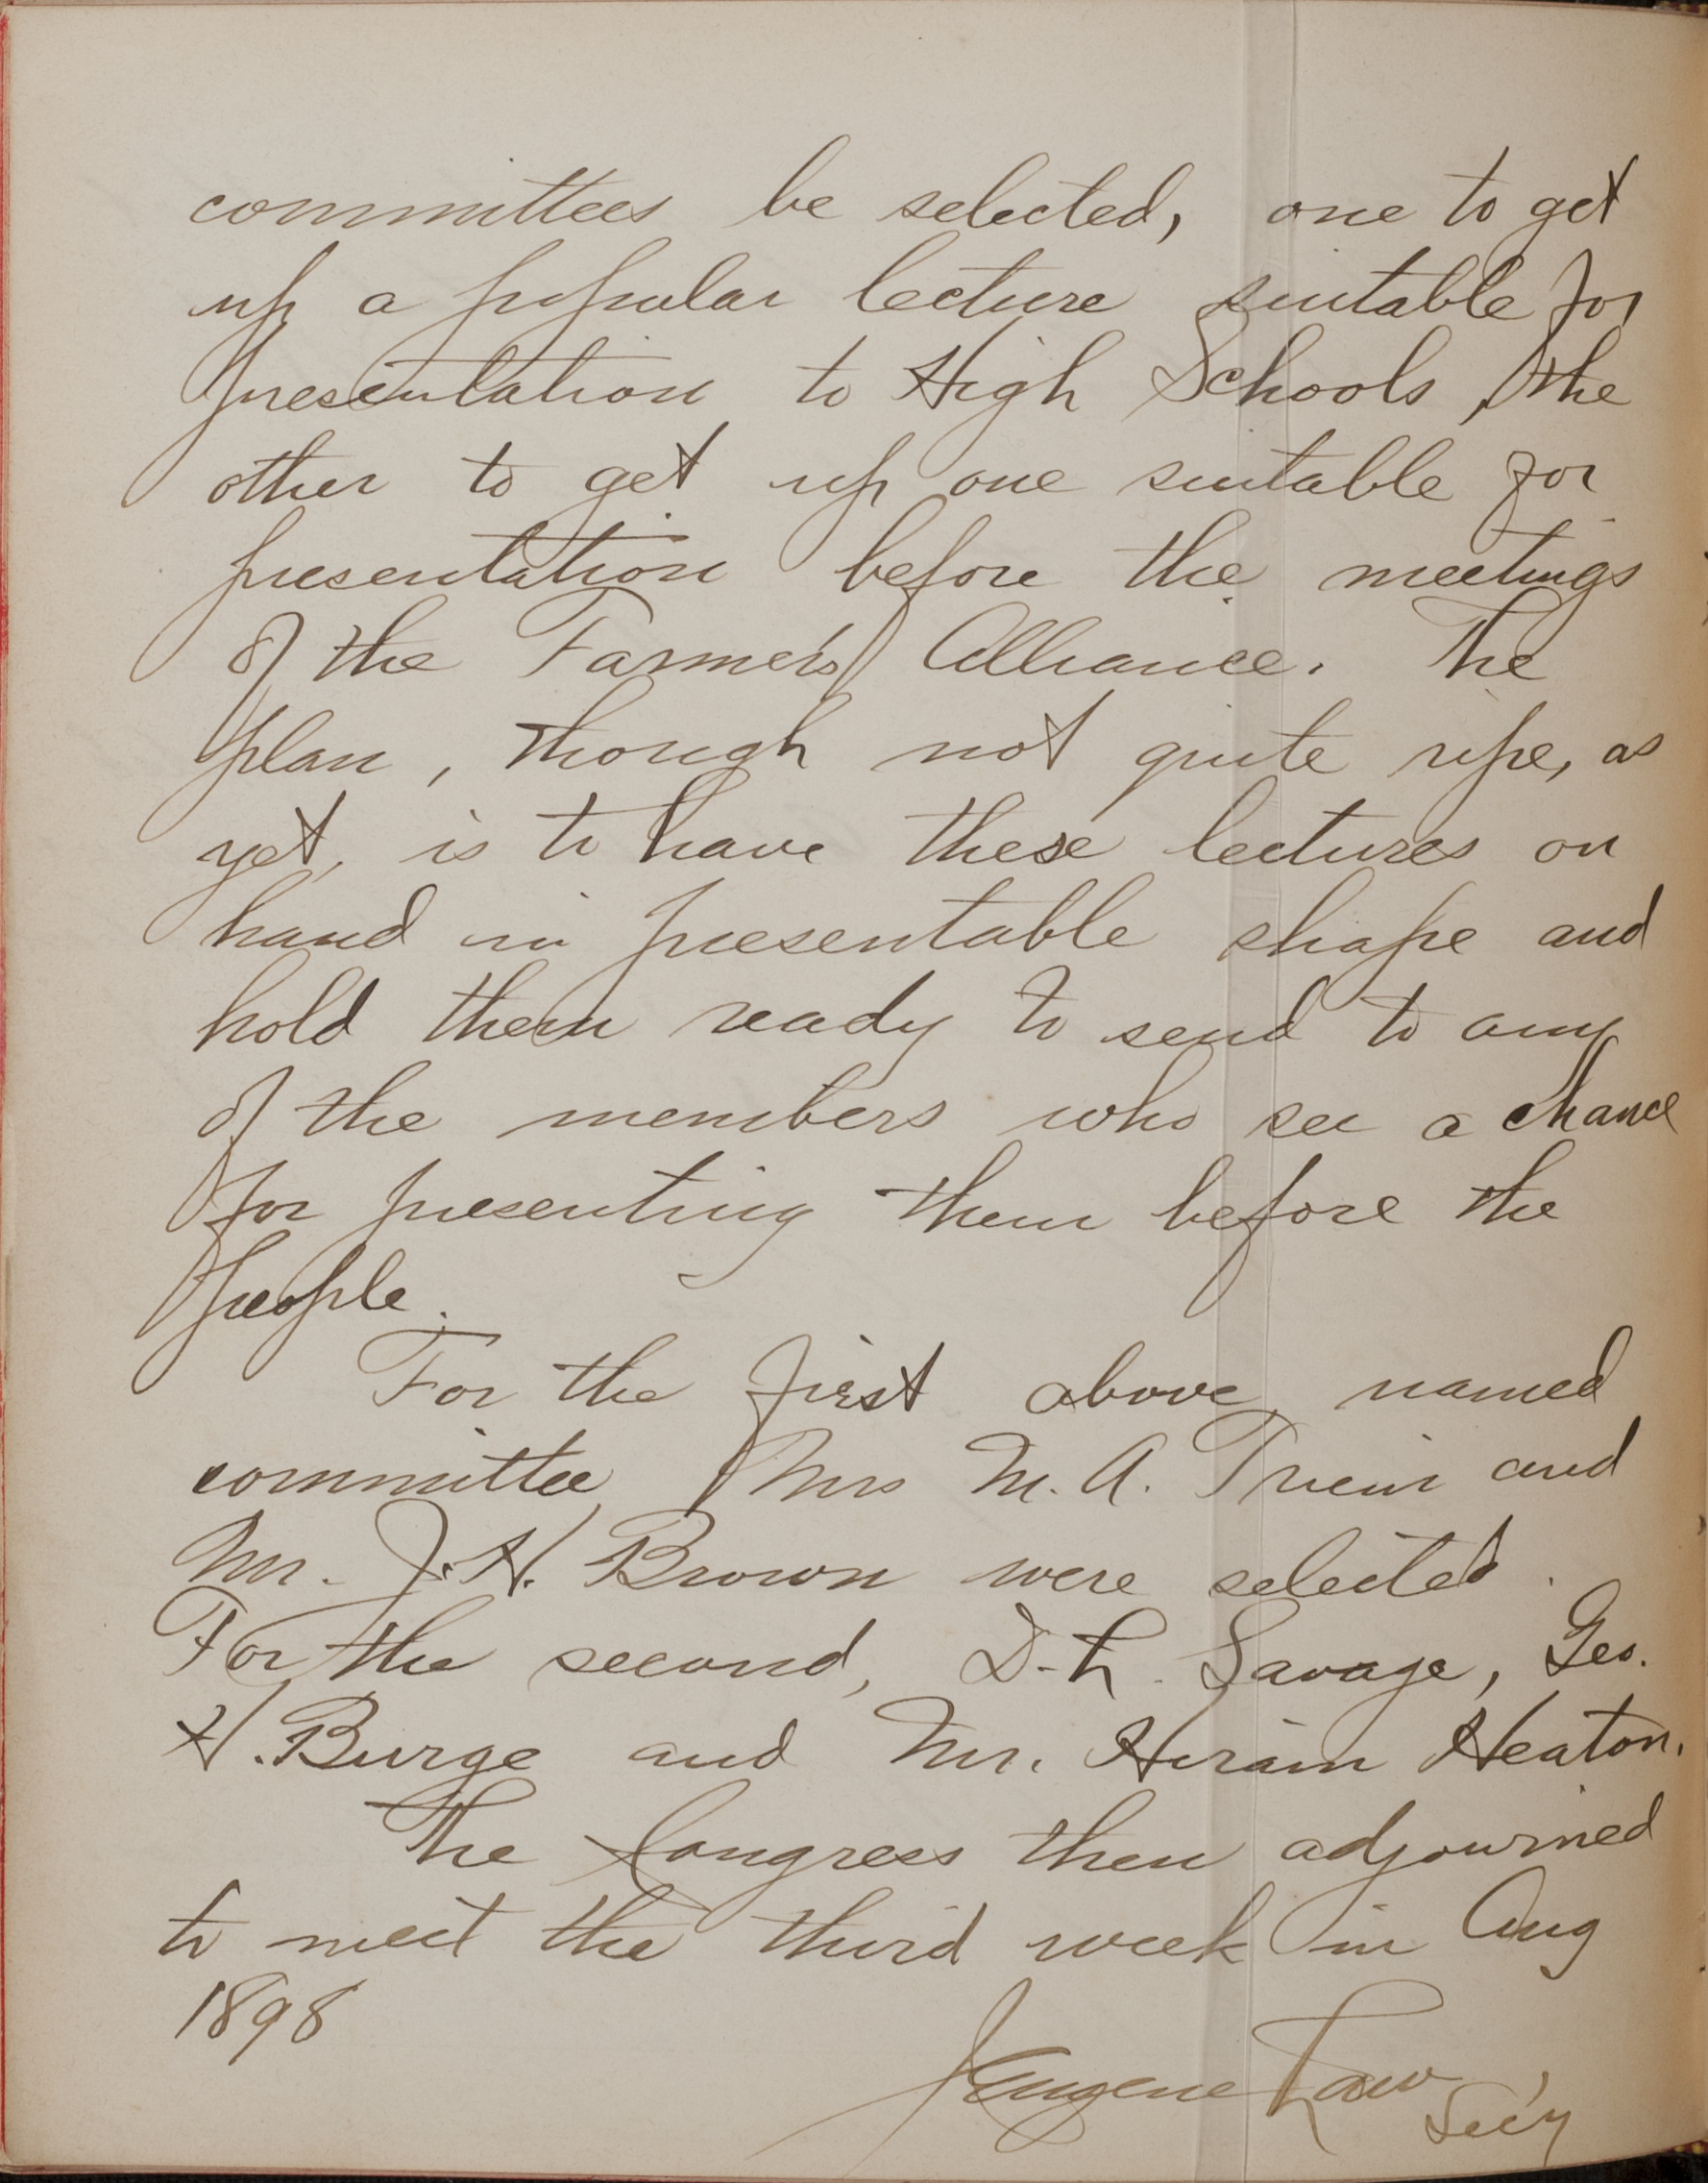 committees be selected, one to get
up a popular lecture suitable for
presentation to High Schools, the
other to get up one suitable for
presentation before the meetings
of the Farmers Alliance. The
plan, though not quite ripe, as
yet, is to have these lectures on
hand in presentable shape and
hold them ready to send to any
of the members who see a chance
for presenting them before the
people.
For the first above named
committee Mrs M. A. and
Mr. J. H. Brown were selected.
For the second, D. L. Savage, Geo.
H. Burge and Mr. Hiram Heaton.
The Congress then adjourned
to meet the third week in Aug
1898
J Eugene Law
Sec'y